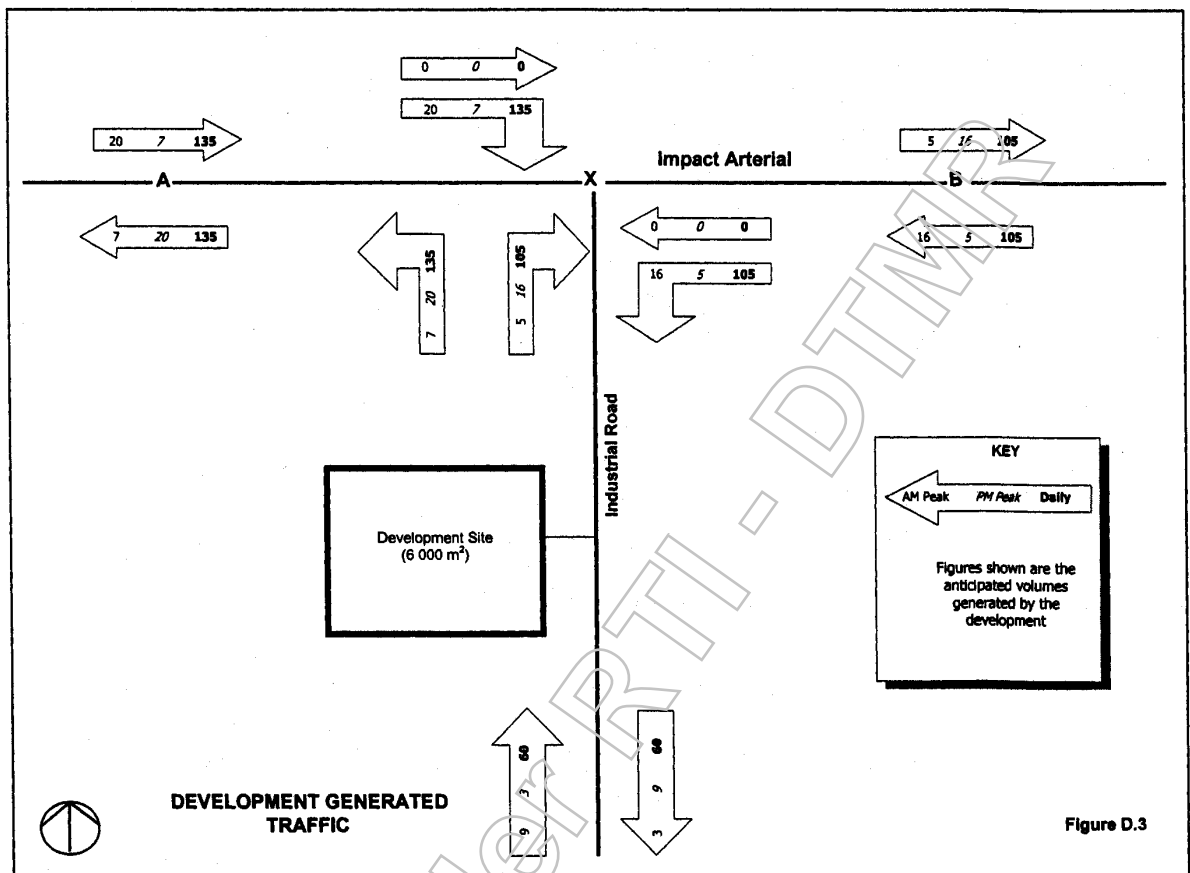 0 0 0
20 7 135
20 7 135
5 16 105
Impact Arterial
A
X
B
7 20 135
7 20 135
5 16 105
0 0 0
16 5 105
16 5 105
Industrial Road
KEY
AM Peak PM Peak Daily
Figures shown are the
anticipated volumes
generated by the
development
Development Site
(6 000 m²)
9 3 60
3 9 60
DEVELOPMENT GENERATED
TRAFFIC
Figure D.3
der RTI - DTMR